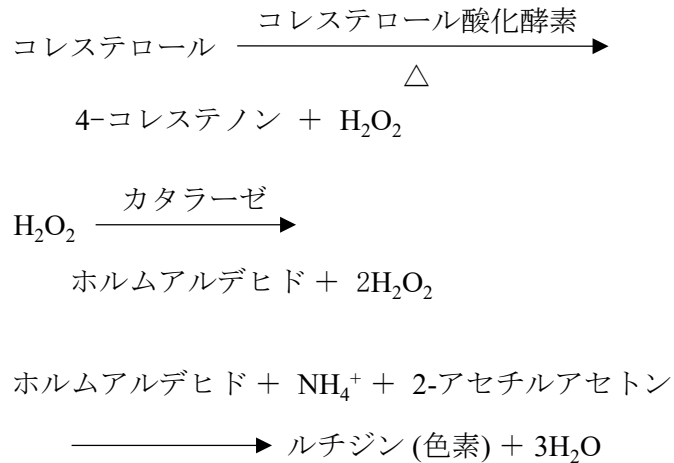 コレステロール酸化酵素
コレステロール
△
4-コレステノン + H₂O₂
カタラーゼ
H₂O₂
ホルムアルデヒド + 2H₂O₂
ホルムアルデヒド + NH₄⁺ + 2-アセチルアセトン
ルチジン (色素) + 3H₂O